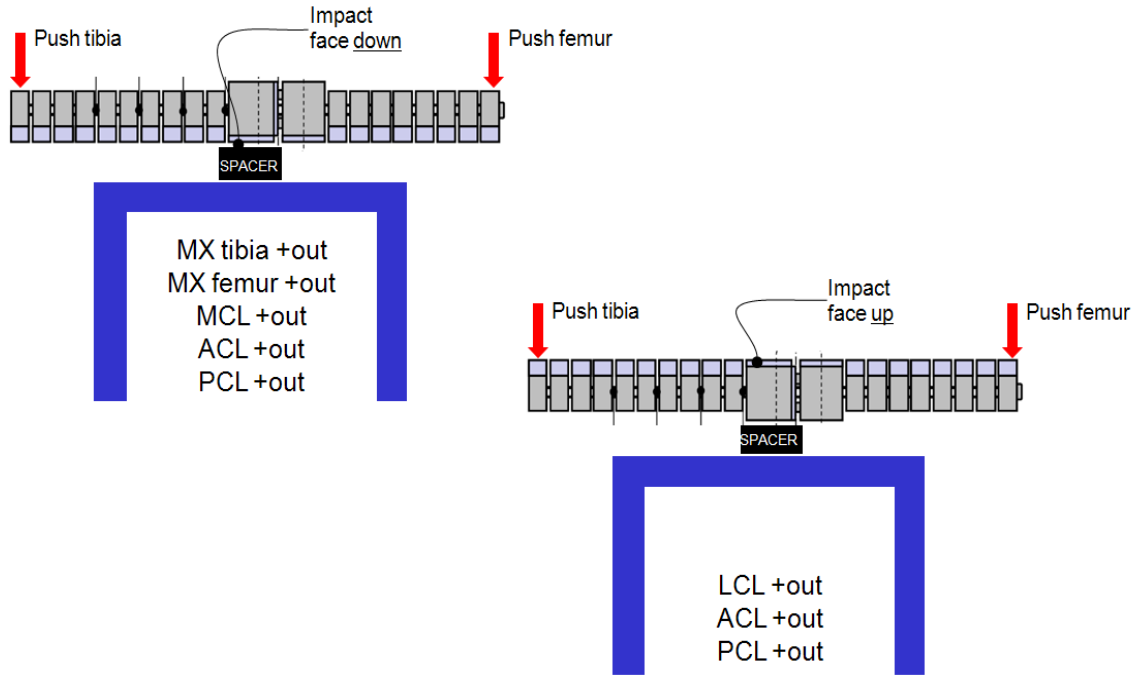 Impact
face down
Push tibia
Push femur
SPACER
MX tibia +out
MX femur +out
MCL +out
ACL +out
PCL +out
Impact
face up
Push tibia
Push femur
SPACER
LCL +out
ACL +out
PCL +out